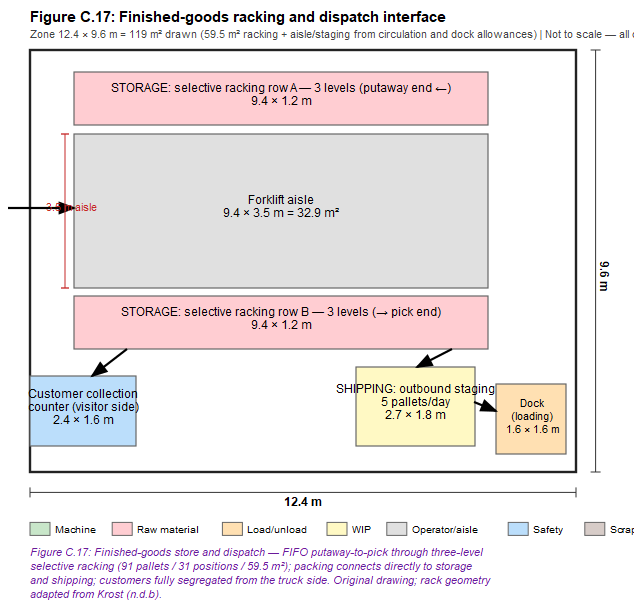 Figure C.17: Finished-goods racking and dispatch interface
Zone 12.4 × 9.6 m = 119 m² drawn (59.5 m² racking + aisle/staging from circulation and dock allowances) | Not to scale — all
STORAGE: selective racking row A — 3 levels (putaway end ←)
9.4 × 1.2 m
aisle
Forklift aisle
9.4 × 3.5 m = 32.9 m²
9.6 m
STORAGE: selective racking row B — 3 levels (→ pick end)
9.4 × 1.2 m
Customer collection
counter (visitor side)
2.4 × 1.6 m
SHIPPING: outbound staging
5 pallets/day
2.7 × 1.8 m
Dock
(loading)
1.6 × 1.6 m
12.4 m
Machine
Raw material
Load/unload
WIP
Operator/aisle
Safety
Scrap
Figure C.17: Finished-goods store and dispatch — FIFO putaway-to-pick through three-level
selective racking (91 pallets / 31 positions / 59.5 m²); packing connects directly to storage
and shipping; customers fully segregated from the truck side. Original drawing; rack geometry
adapted from Krost (n.d.b).